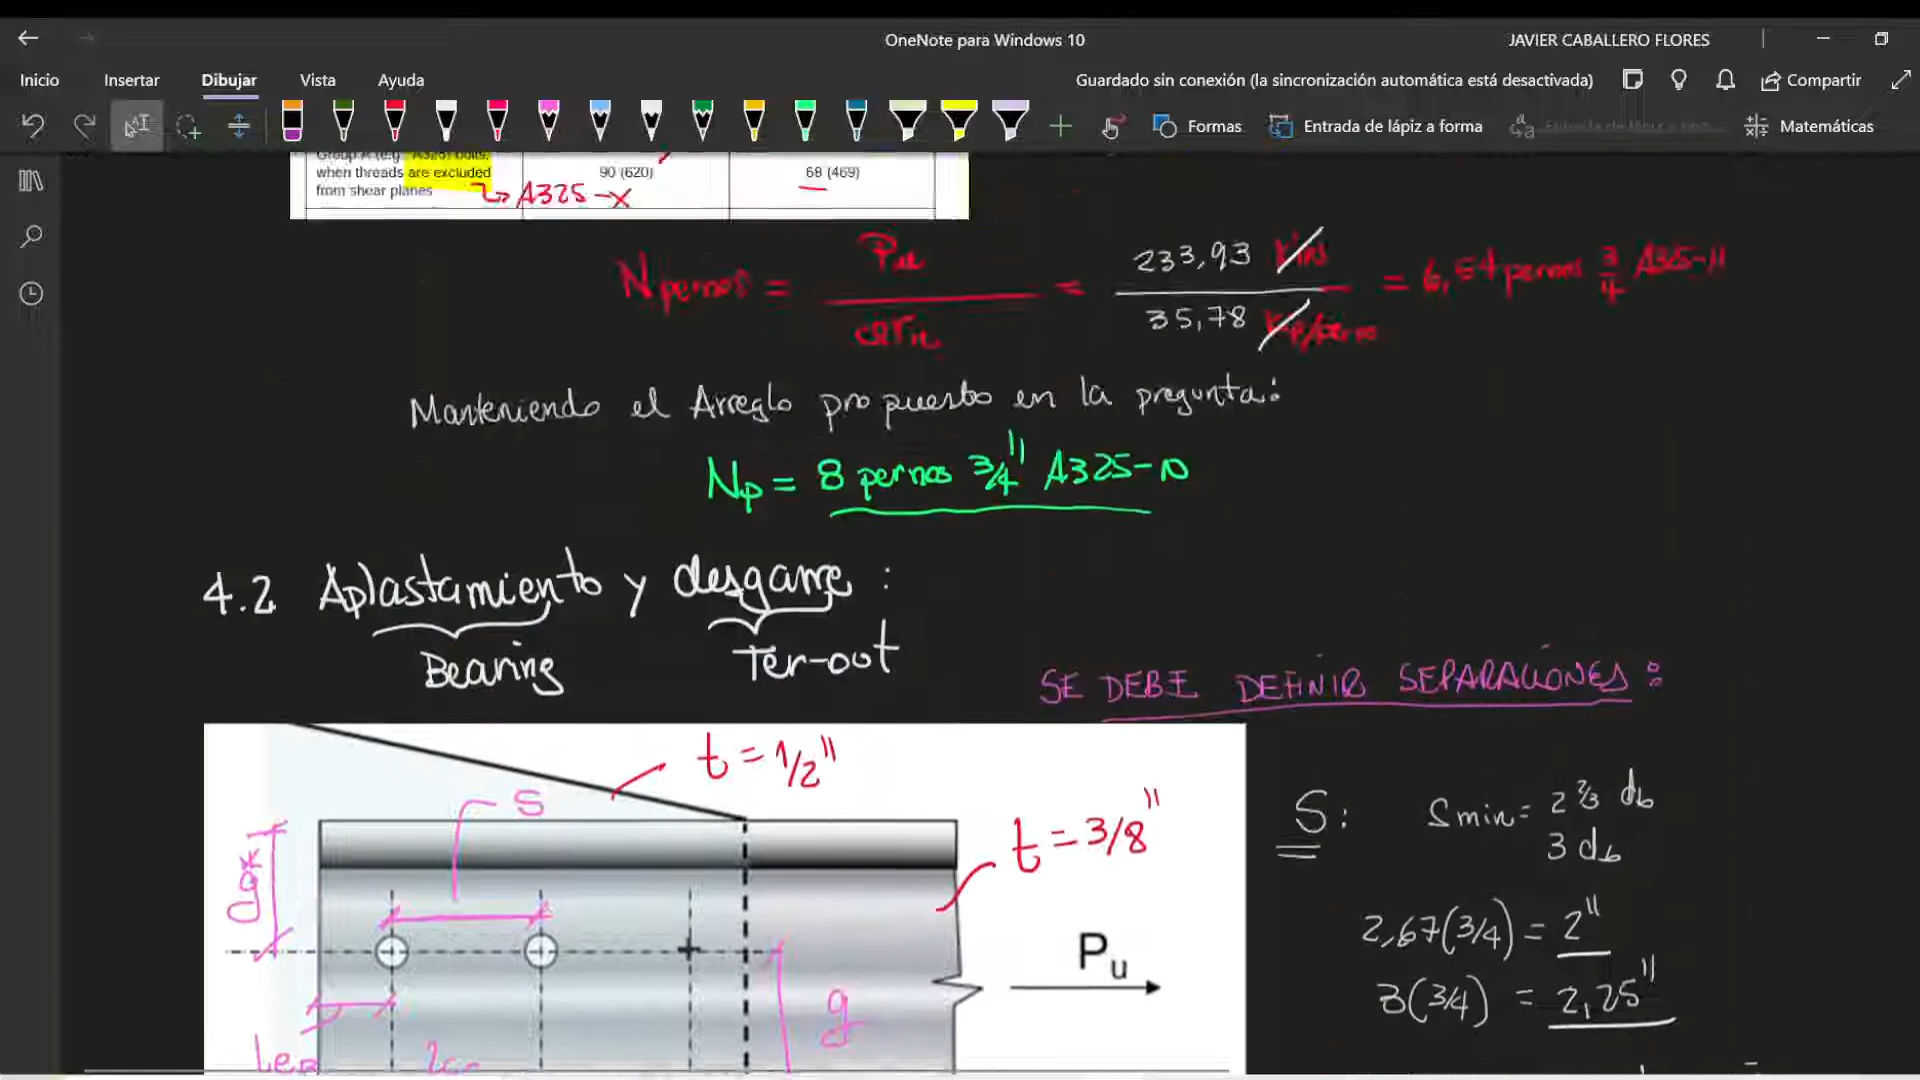 OneNote para Windows 10
JAVIER CABALLERO FLORES
Inicio Insertar Dibujar Vista Ayuda
Guardado sin conexión (la sincronización automática está desactivada)
Compartir
Formas
Entrada de lápiz a forma
Matemáticas
when threads are excluded
from shear planes
90 (620)
68 (469)
A325-X
Npernos = Pu / = 233,93 Kips / 35,78 Kip/perno = 6,54 pernos 3/4 A325-N
Manteniendo el Arreglo propuesto en la pregunta:
Np = 8 pernos 3/4" A325-N
4.2 Aplastamiento y desgarre :
Bearing Ter-out
SE DEBE DEFINIR SEPARACIONES :
t = 1/2"
S
t = 3/8"
Pu
g
S : Smin = 2 2/3 db
3 db
2,67(3/4) = 2"
3(3/4) = 2,25"